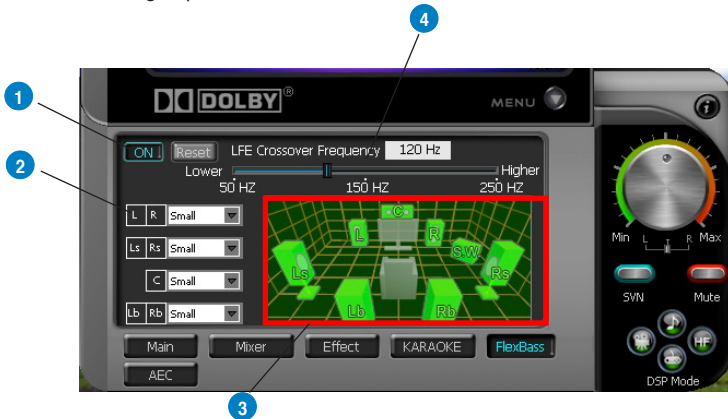 4
DOLBY®
MENU
i
1
ON Reset LFE Crossover Frequency 120 Hz
2
Lower Higher
50 HZ 150 HZ 250 HZ
L R Small
Ls Rs Small
C Small
Lb Rb Small
C
L R
S.W
Ls Rs
Lb Rb
Min L R Max
SVN Mute
HF
DSP Mode
Main Mixer Effect KARAOKE FlexBass
AEC
3